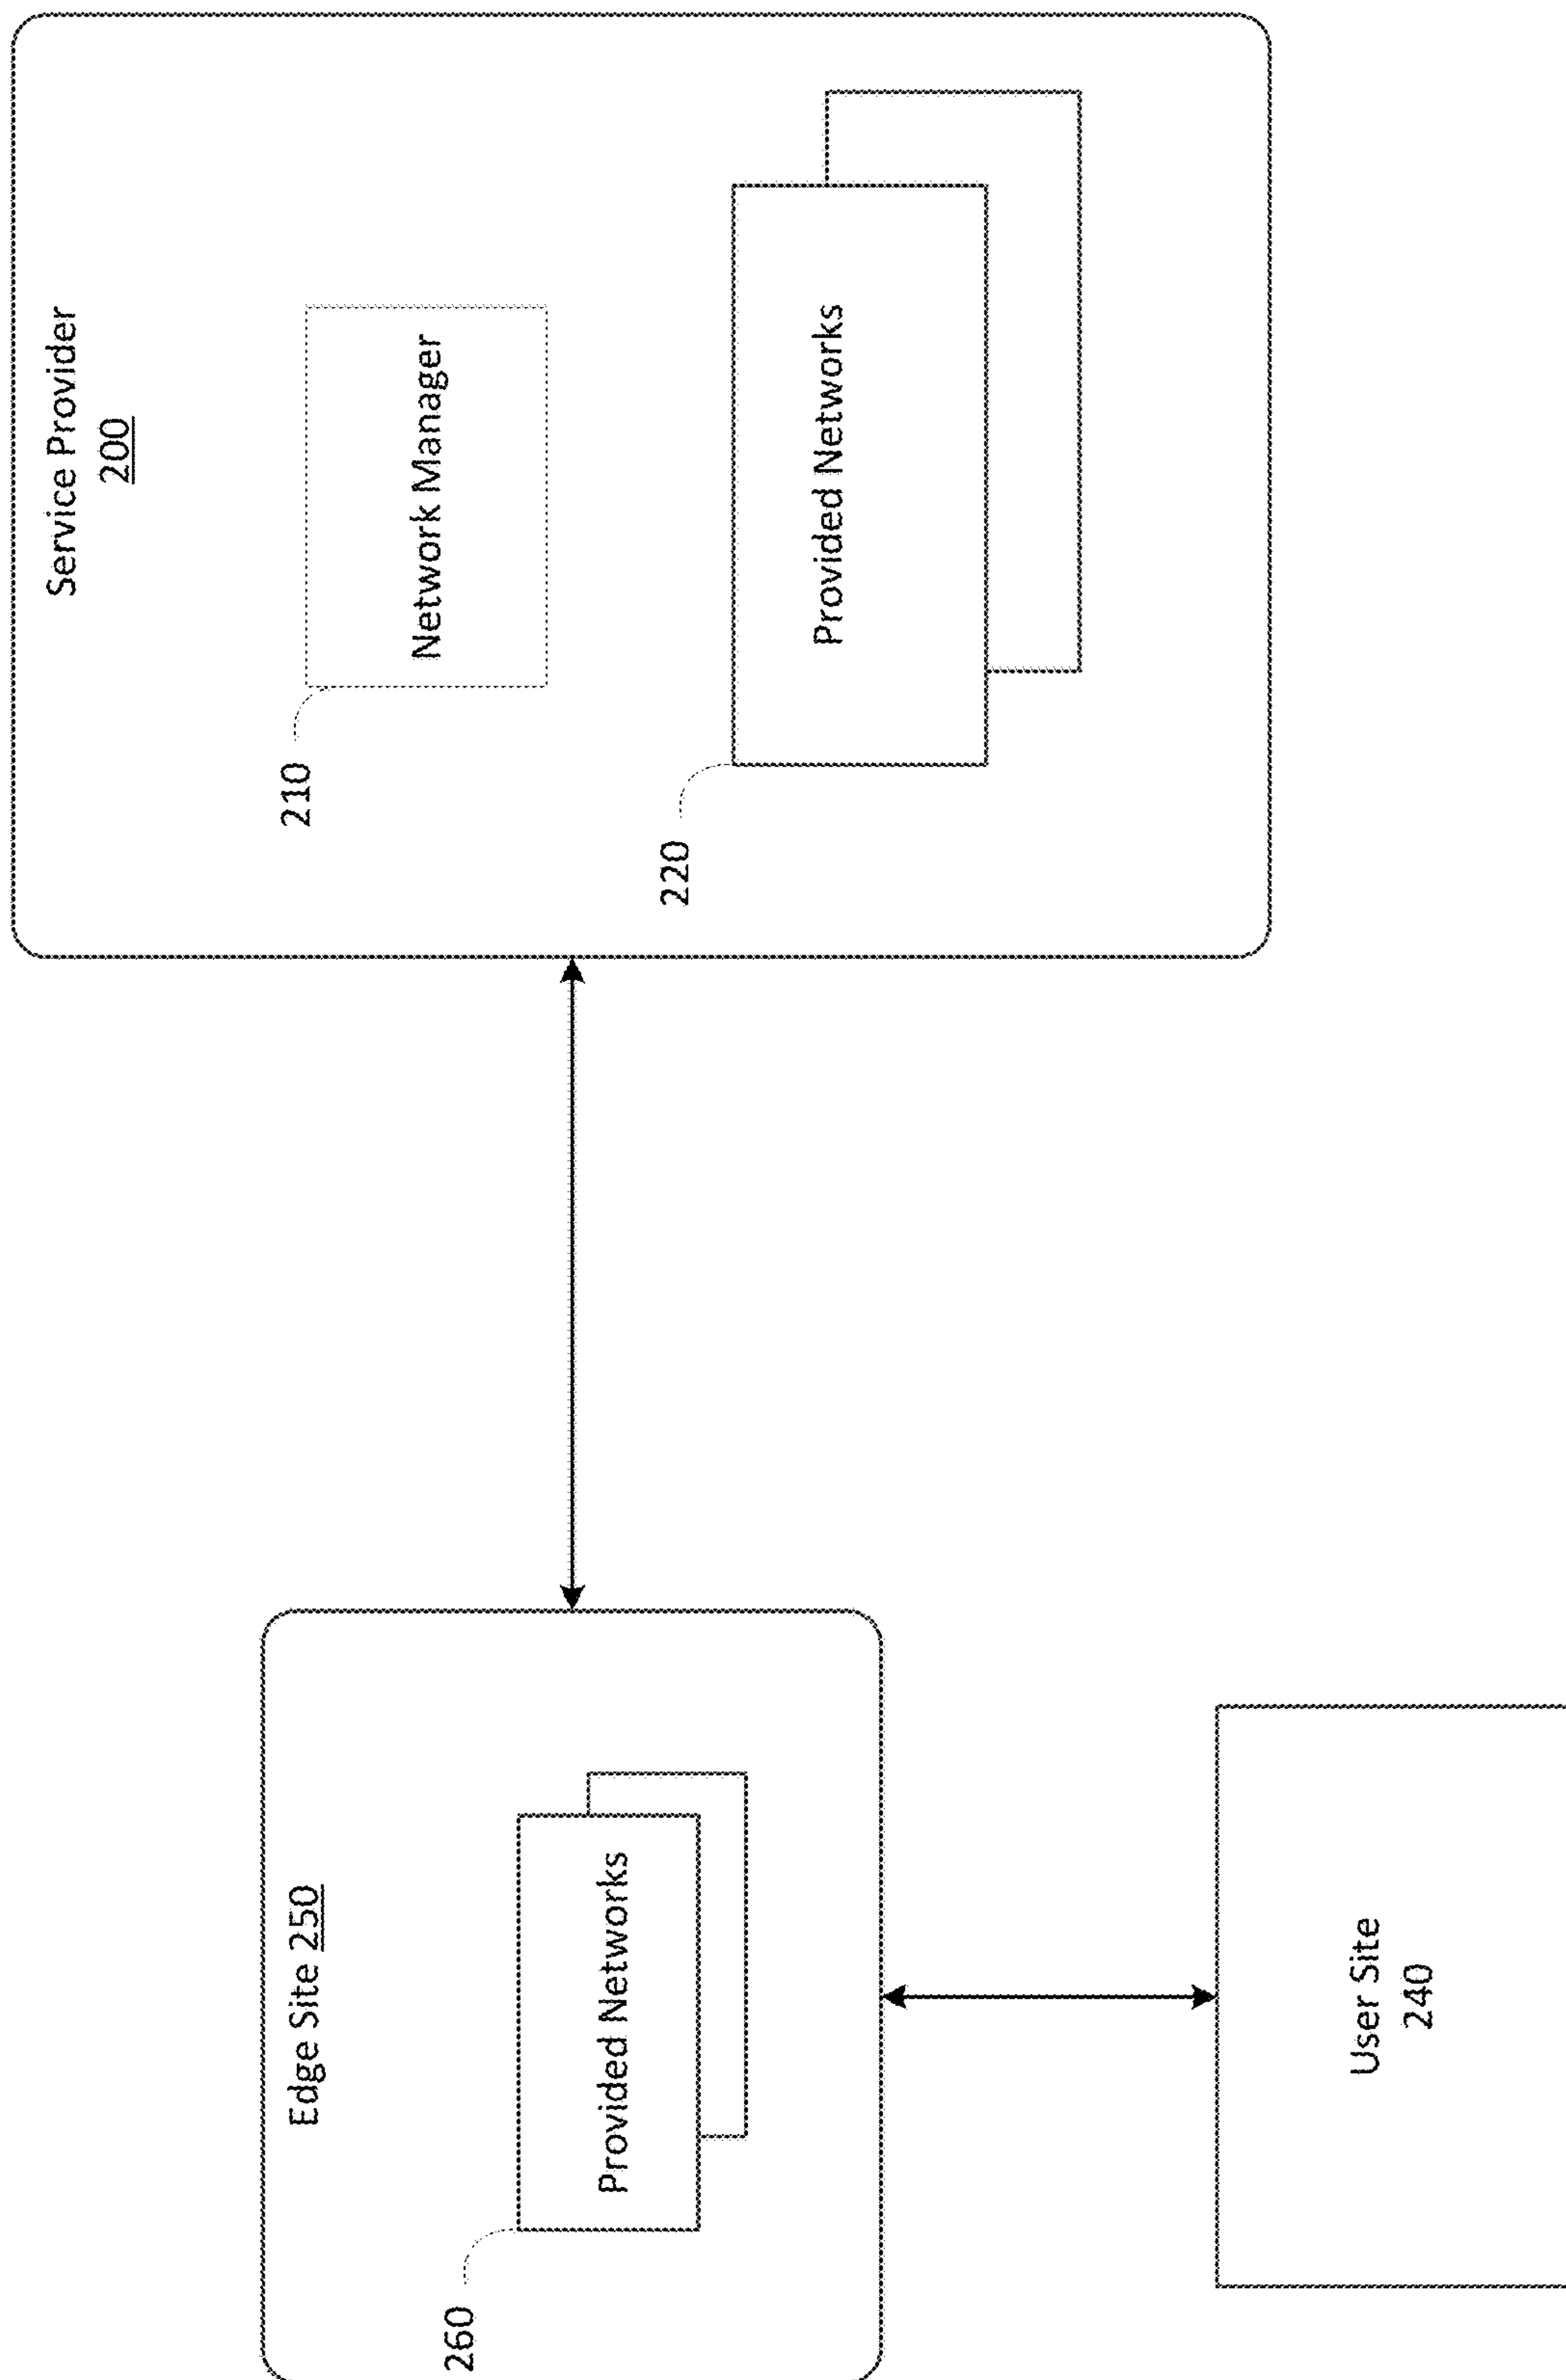 Edge Site 250
260
Provided Networks
User Site
240
Service Provider
200
210
Network Manager
220
Provided Networks